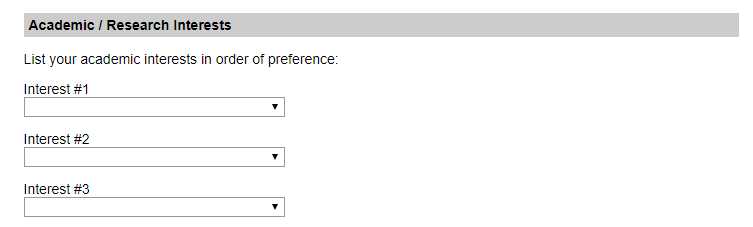 Academic / Research Interests
List your academic interests in order of preference:
Interest #1
Interest #2
Interest #3